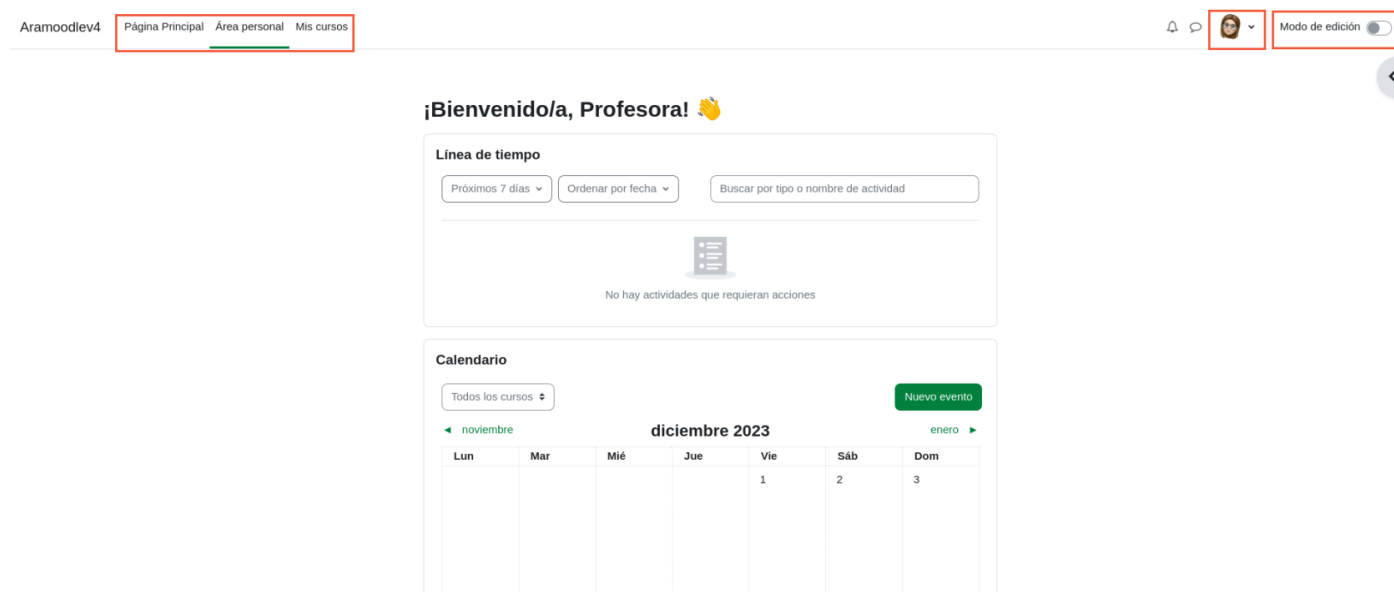 Aramoodlev4 Página Principal Área personal Mis cursos Modo de edición
¡Bienvenido/a, Profesora! 👋
Línea de tiempo
Próximos 7 días Ordenar por fecha Buscar por tipo o nombre de actividad
No hay actividades que requieran acciones
Calendario
Todos los cursos Nuevo evento
◄ noviembre diciembre 2023 enero ►
Lun Mar Mié Jue Vie Sáb Dom
1 2 3